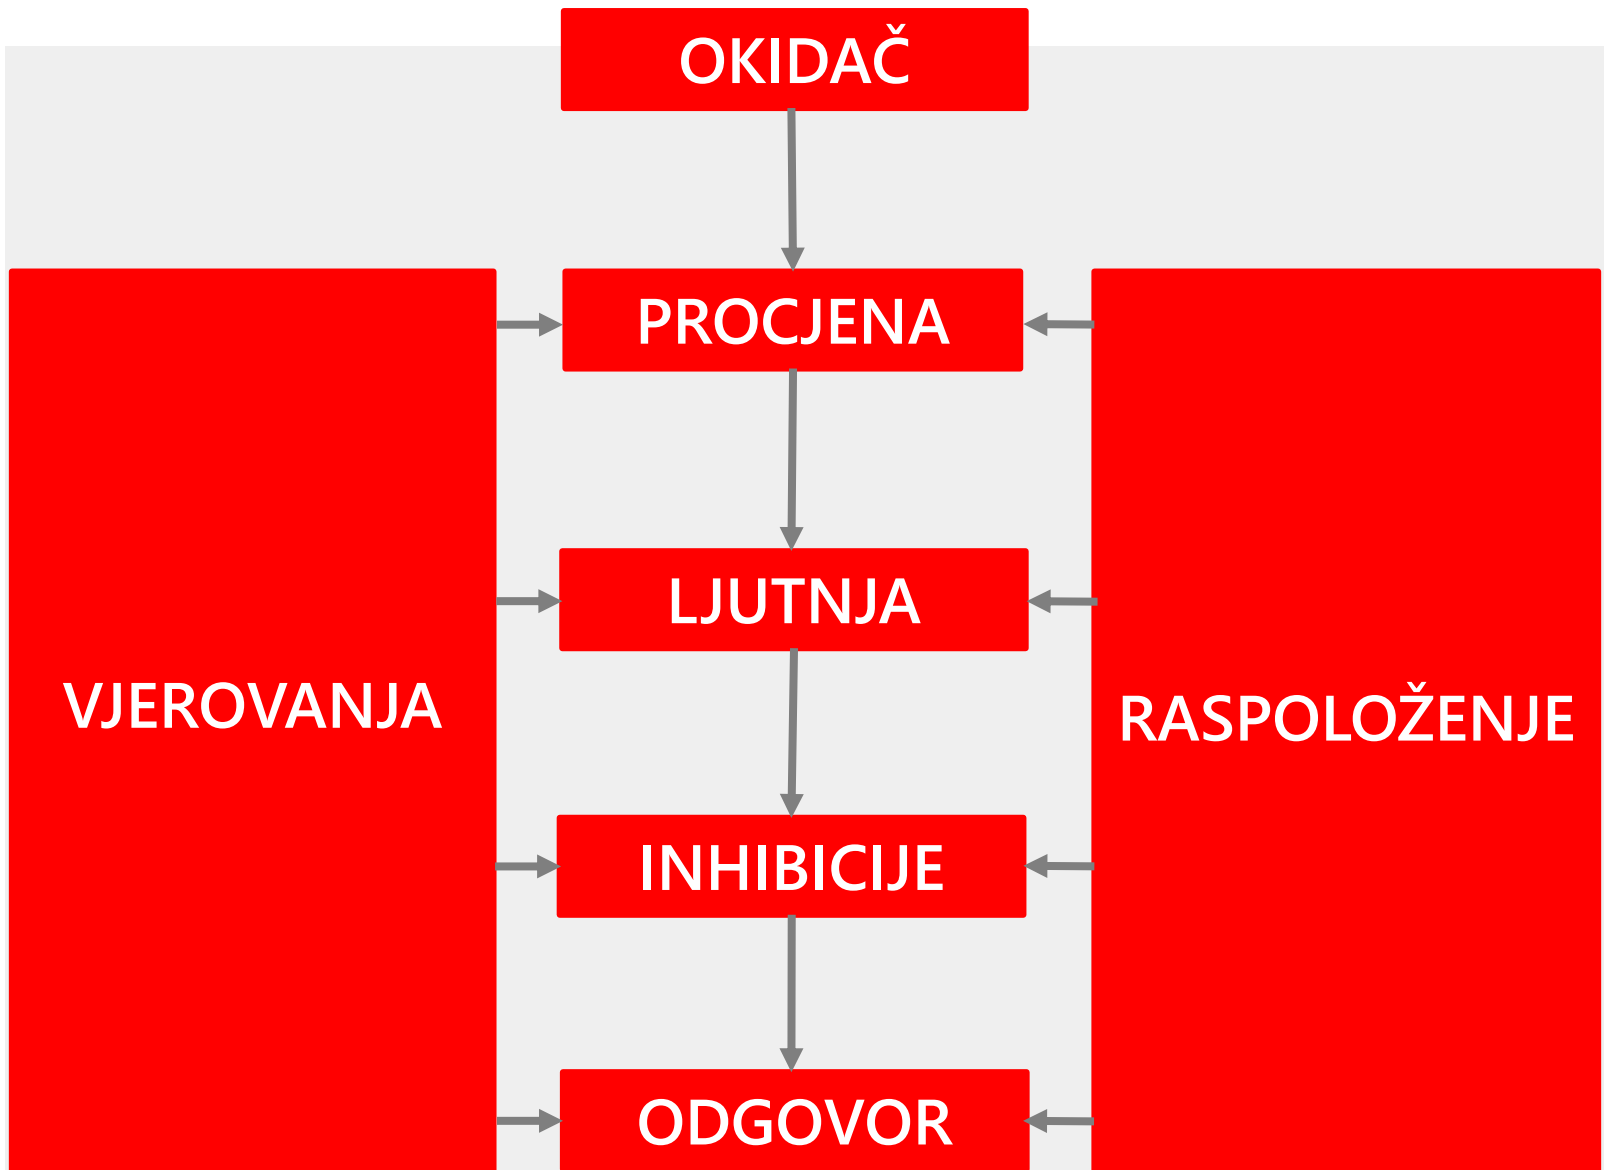 OKIDAČ
PROCJENA
LJUTNJA
VJEROVANJA
RASPOLOŽENJE
INHIBICIJE
ODGOVOR